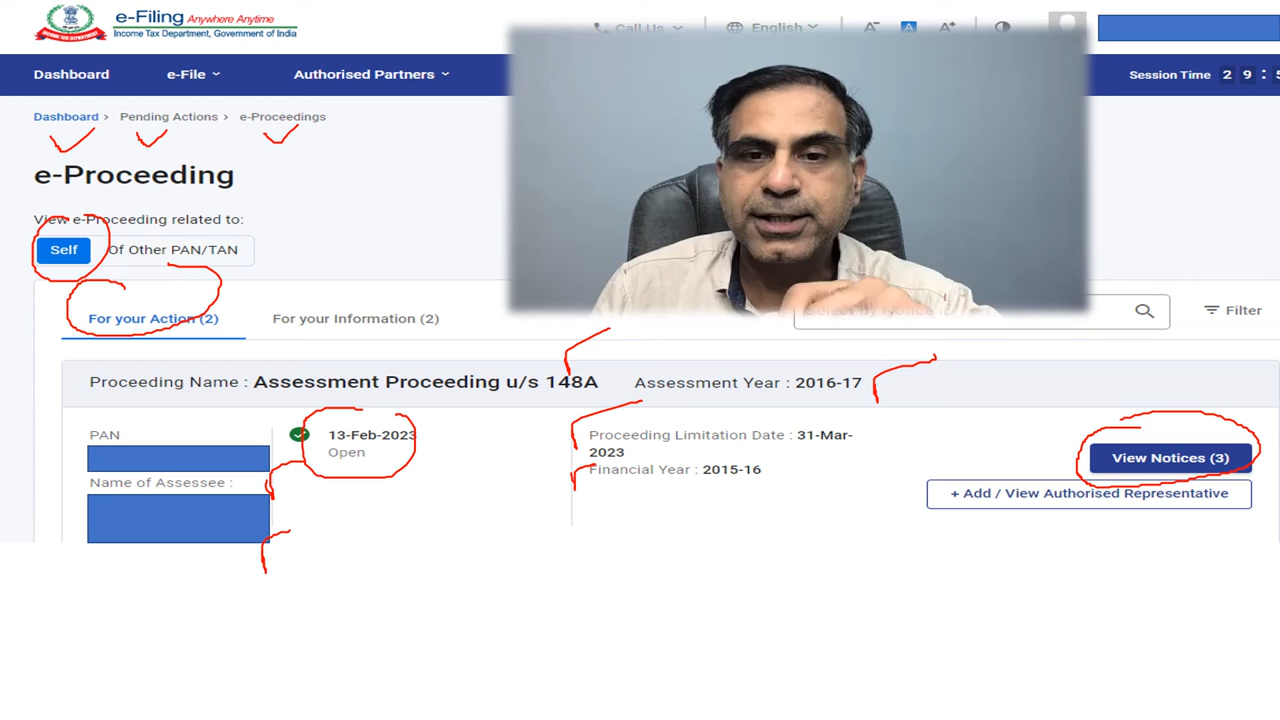 e-Filing Anywhere Anytime
Income Tax Department, Government of India
Call Us
English
A-
A
A+
Dashboard
e-File
Authorised Partners
Session Time 2 9 : 5
Dashboard > Pending Actions > e-Proceedings
e-Proceeding
View e-Proceeding related to:
Self
Of Other PAN/TAN
For your Action (2)
For your Information (2)
Filter
Proceeding Name : Assessment Proceeding u/s 148A
Assessment Year : 2016-17
PAN
13-Feb-2023
Open
Name of Assessee :
Proceeding Limitation Date : 31-Mar-
2023
Financial Year : 2015-16
View Notices (3)
+ Add / View Authorised Representative